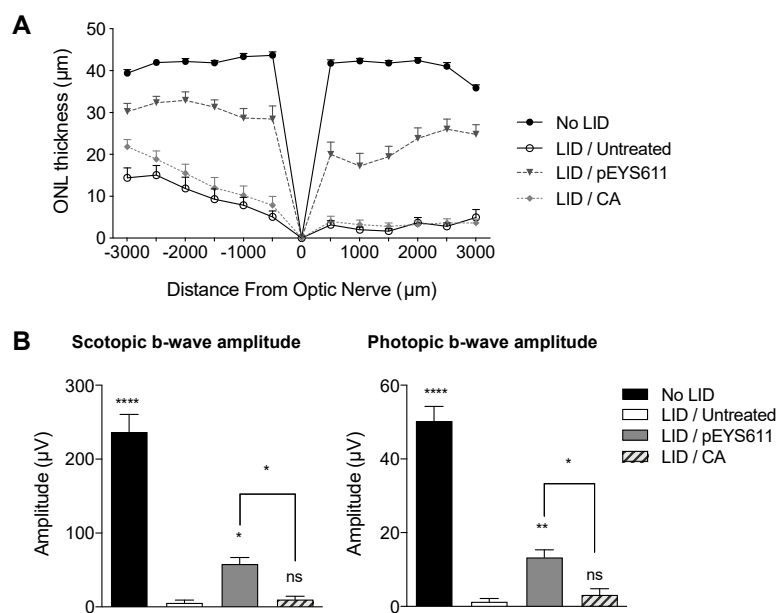 A
ONL thickness (µm)
50
40
30
20
10
0
-3000 -2000 -1000 0 1000 2000 3000
Distance From Optic Nerve (µm)
No LID
LID / Untreated
LID / pEYS611
LID / CA
B
Scotopic b-wave amplitude
Amplitude (µV)
300
200
100
0
****
*
*
ns
Photopic b-wave amplitude
Amplitude (µV)
60
40
20
0
****
*
**
ns
No LID
LID / Untreated
LID / pEYS611
LID / CA